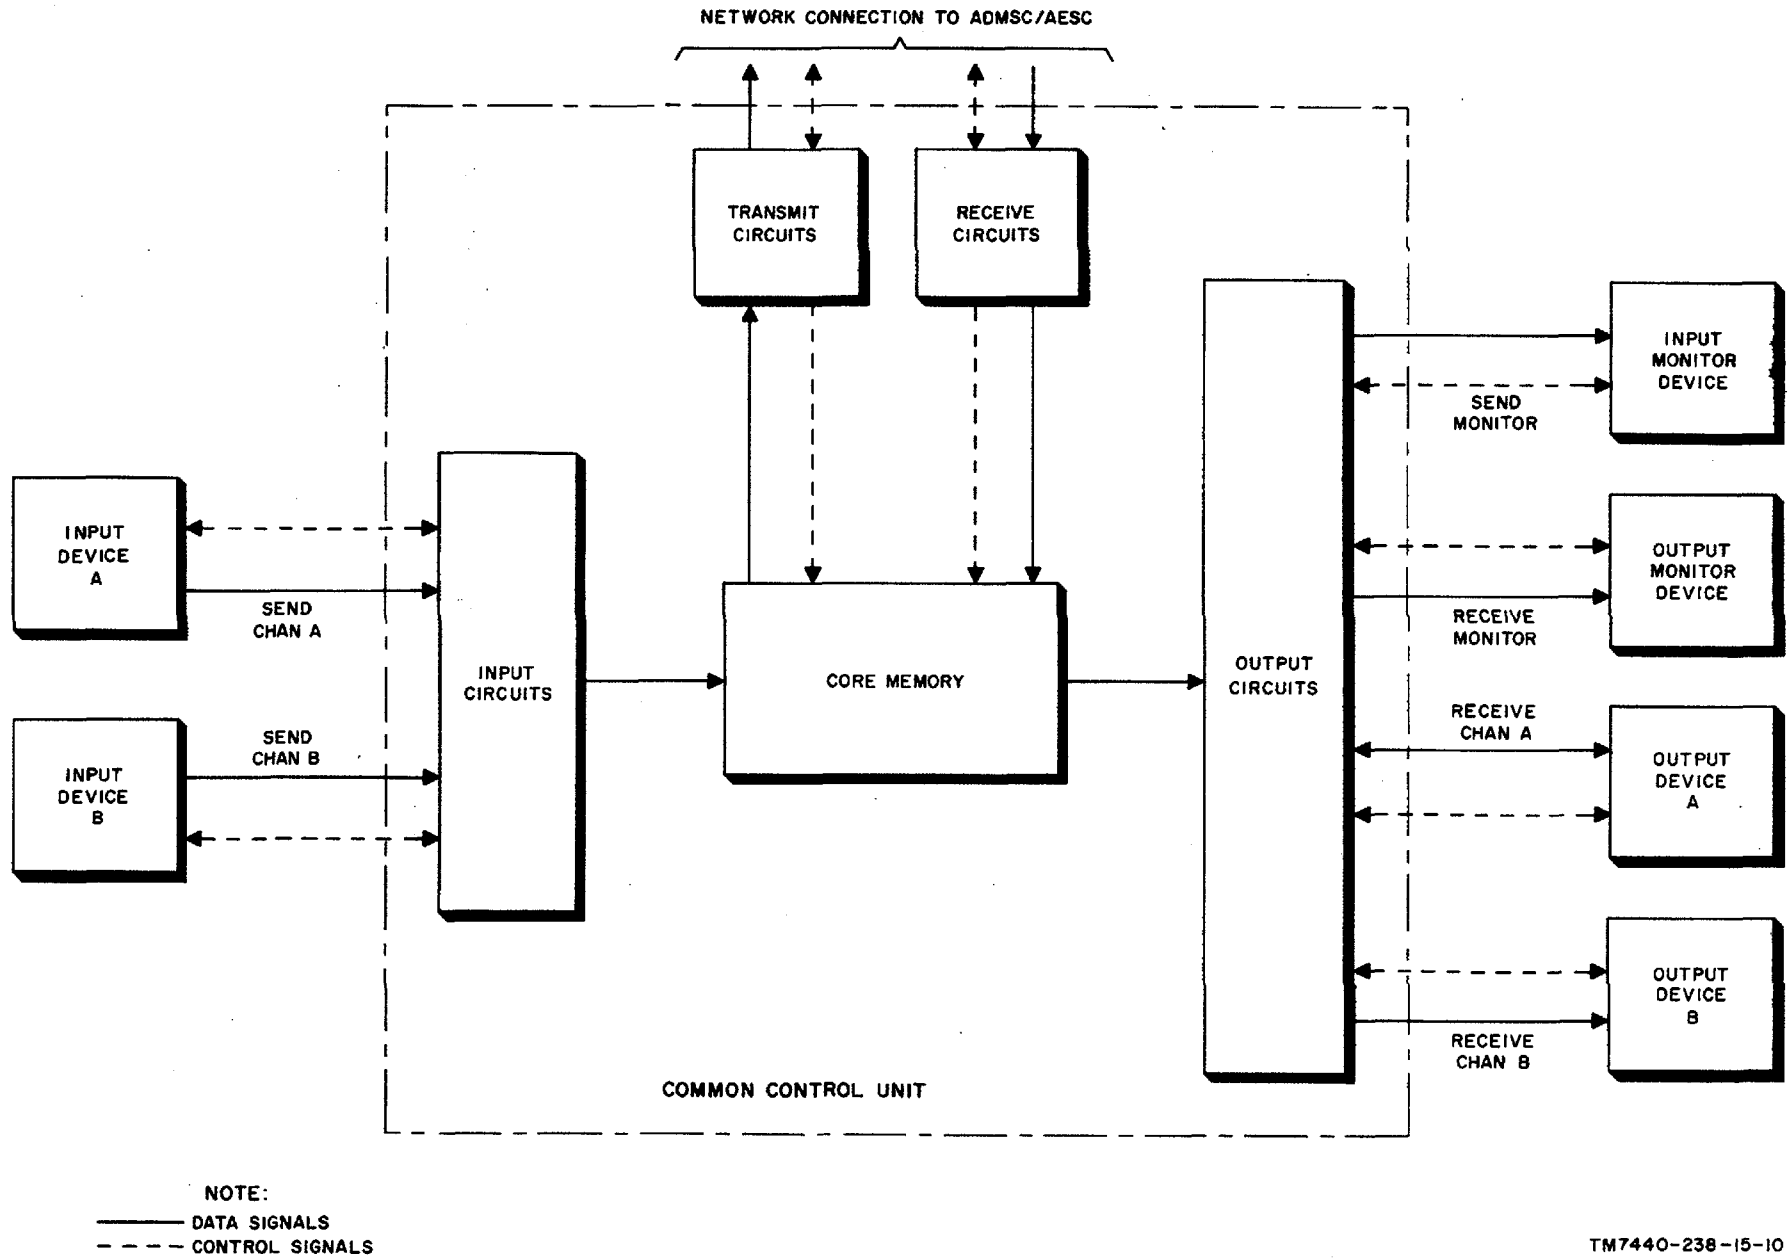 NETWORK CONNECTION TO ADMSC/AESC
TRANSMIT
CIRCUITS
RECEIVE
CIRCUITS
INPUT
MONITOR
DEVICE
SEND
MONITOR
INPUT
DEVICE
A
SEND
CHAN A
OUTPUT
MONITOR
DEVICE
RECEIVE
MONITOR
INPUT
CIRCUITS
CORE MEMORY
OUTPUT
CIRCUITS
SEND
CHAN B
INPUT
DEVICE
B
RECEIVE
CHAN A
OUTPUT
DEVICE
A
OUTPUT
DEVICE
B
RECEIVE
CHAN B
COMMON CONTROL UNIT
NOTE:
DATA SIGNALS
CONTROL SIGNALS
TM7440-238-15-10